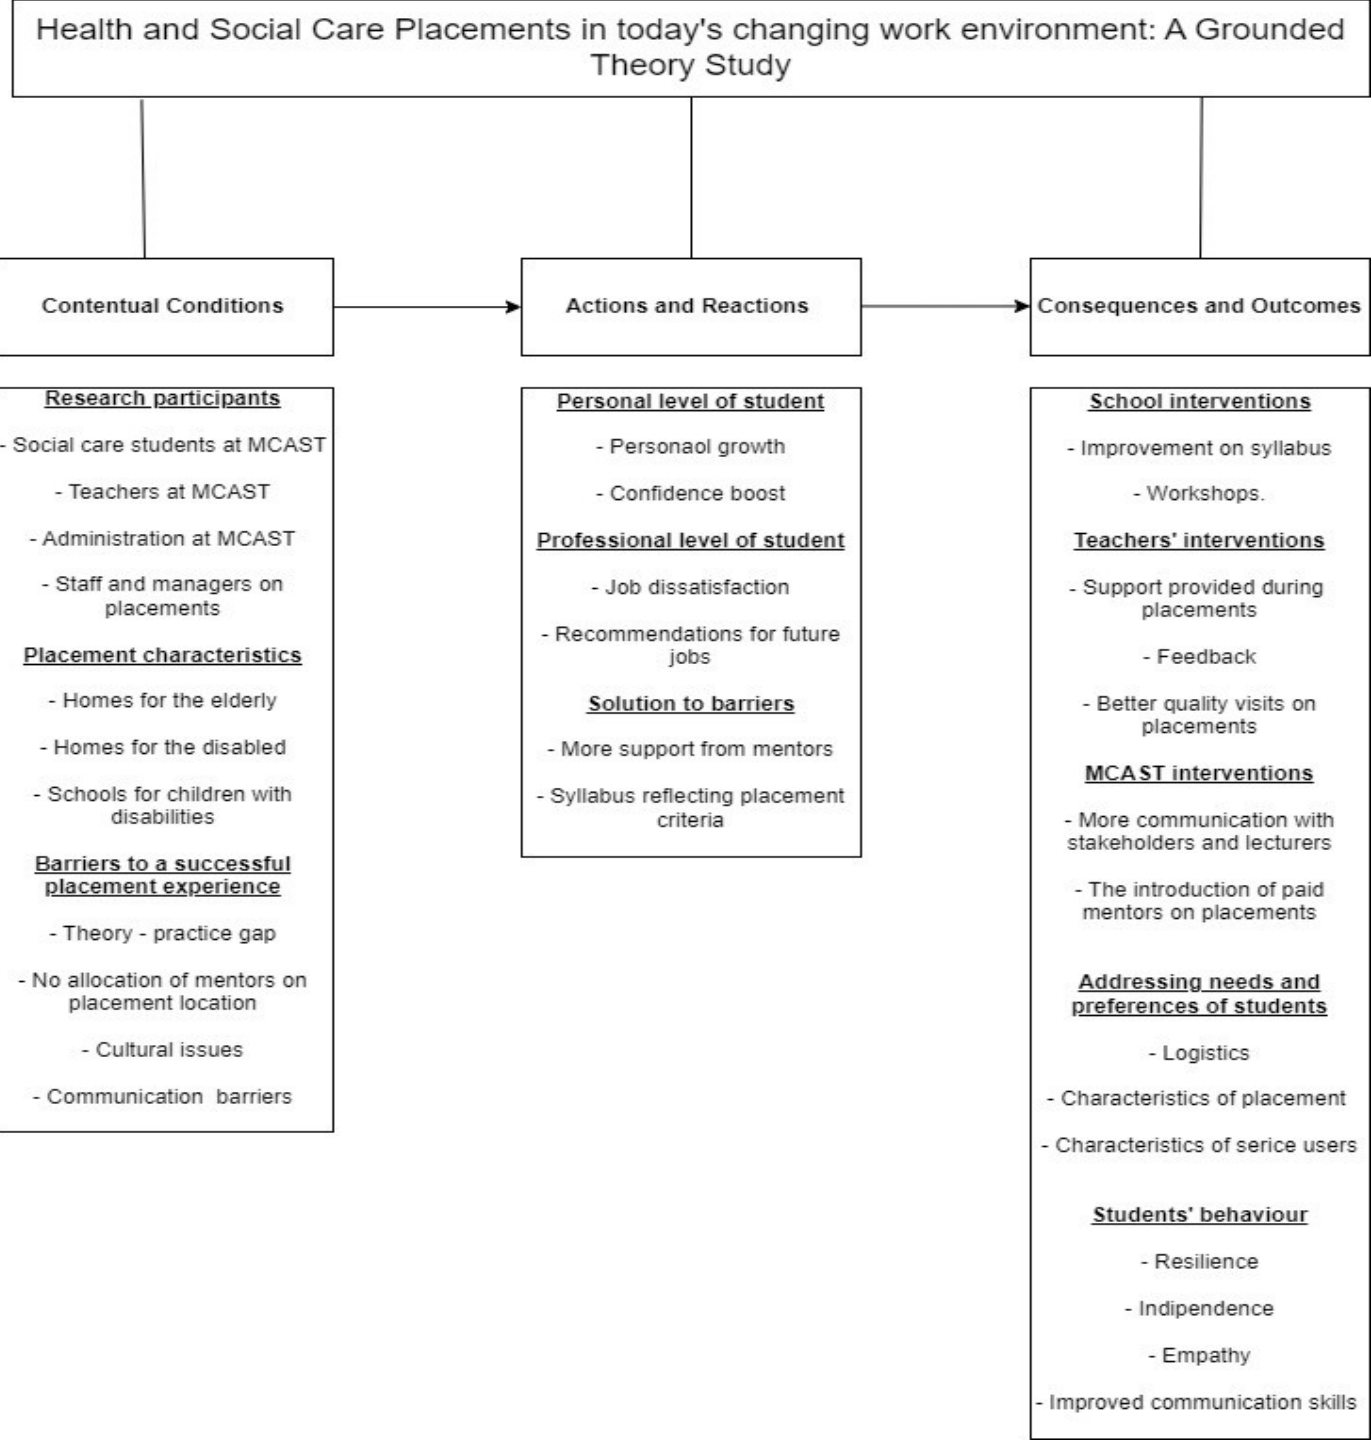 Health and Social Care Placements in today's changing work environment: A Grounded
Theory Study
Contentual Conditions
Actions and Reactions
Consequences and Outcomes
Research participants
- Social care students at MCAST
- Teachers at MCAST
- Administration at MCAST
- Staff and managers on
placements
Placement characteristics
- Homes for the elderly
- Homes for the disabled
- Schools for children with
disabilities
Barriers to a successful
placement experience
- Theory - practice gap
- No allocation of mentors on
placement location
- Cultural issues
- Communication  barriers
Personal level of student
- Personaol growth
- Confidence boost
Professional level of student
- Job dissatisfaction
- Recommendations for future
jobs
Solution to barriers
- More support from mentors
- Syllabus reflecting placement
criteria
School interventions
- Improvement on syllabus
- Workshops.
Teachers' interventions
- Support provided during
placements
- Feedback
- Better quality visits on
placements
MCAST interventions
- More communication with
stakeholders and lecturers
- The introduction of paid
mentors on placements
Addressing needs and
preferences of students
- Logistics
- Characteristics of placement
- Characteristics of serice users
Students' behaviour
- Resilience
- Indipendence
- Empathy
- Improved communication skills